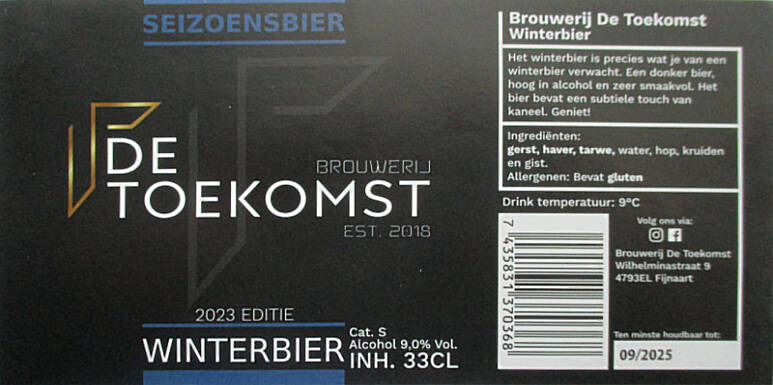 SEIZOENSBIER
DE
BROUWERIJ
TOEKOMST
EST. 2018
2023 EDITIE
WINTERBIER
Cat. S
Alcohol 9,0% Vol.
INH. 33CL
Brouwerij De Toekomst
Winterbier
Het winterbier is precies wat je van een
winterbier verwacht. Een donker bier,
hoog in alcohol en zeer smaakvol. Het
bier bevat een subtiele touch van
kaneel. Geniet!
Ingrediënten:
gerst, haver, tarwe, water, hop, kruiden
en gist.
Allergenen: Bevat gluten
Drink temperatuur: 9°C
7 435831 370368
Volg ons via:
Brouwerij De Toekomst
Wilhelminastraat 9
4793EL Fijnaart
Ten minste houdbaar tot:
09/2025